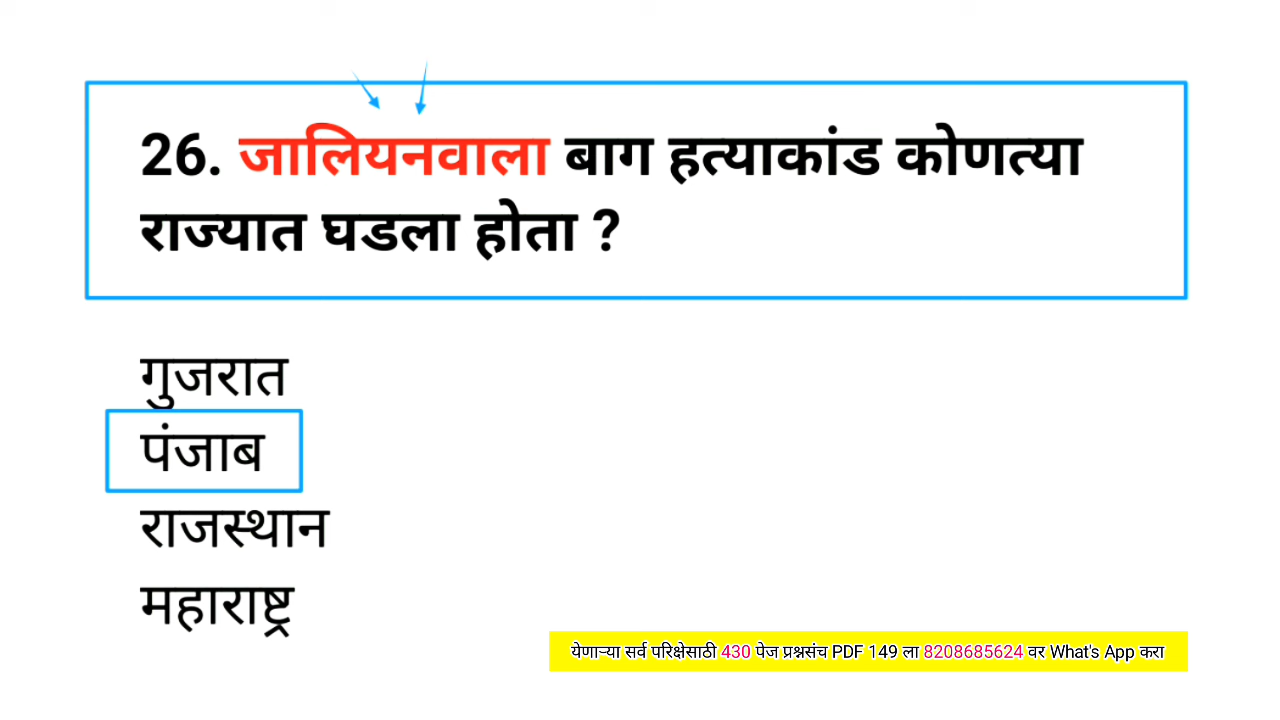 26. जालियनवाला बाग हत्याकांड कोणत्या
राज्यात घडला होता ?
गुजरात
पंजाब
राजस्थान
महाराष्ट्र
येणाऱ्या सर्व परिक्षेसाठी 430 पेज प्रश्नसंच PDF 149 ला 8208685624 वर What's App करा